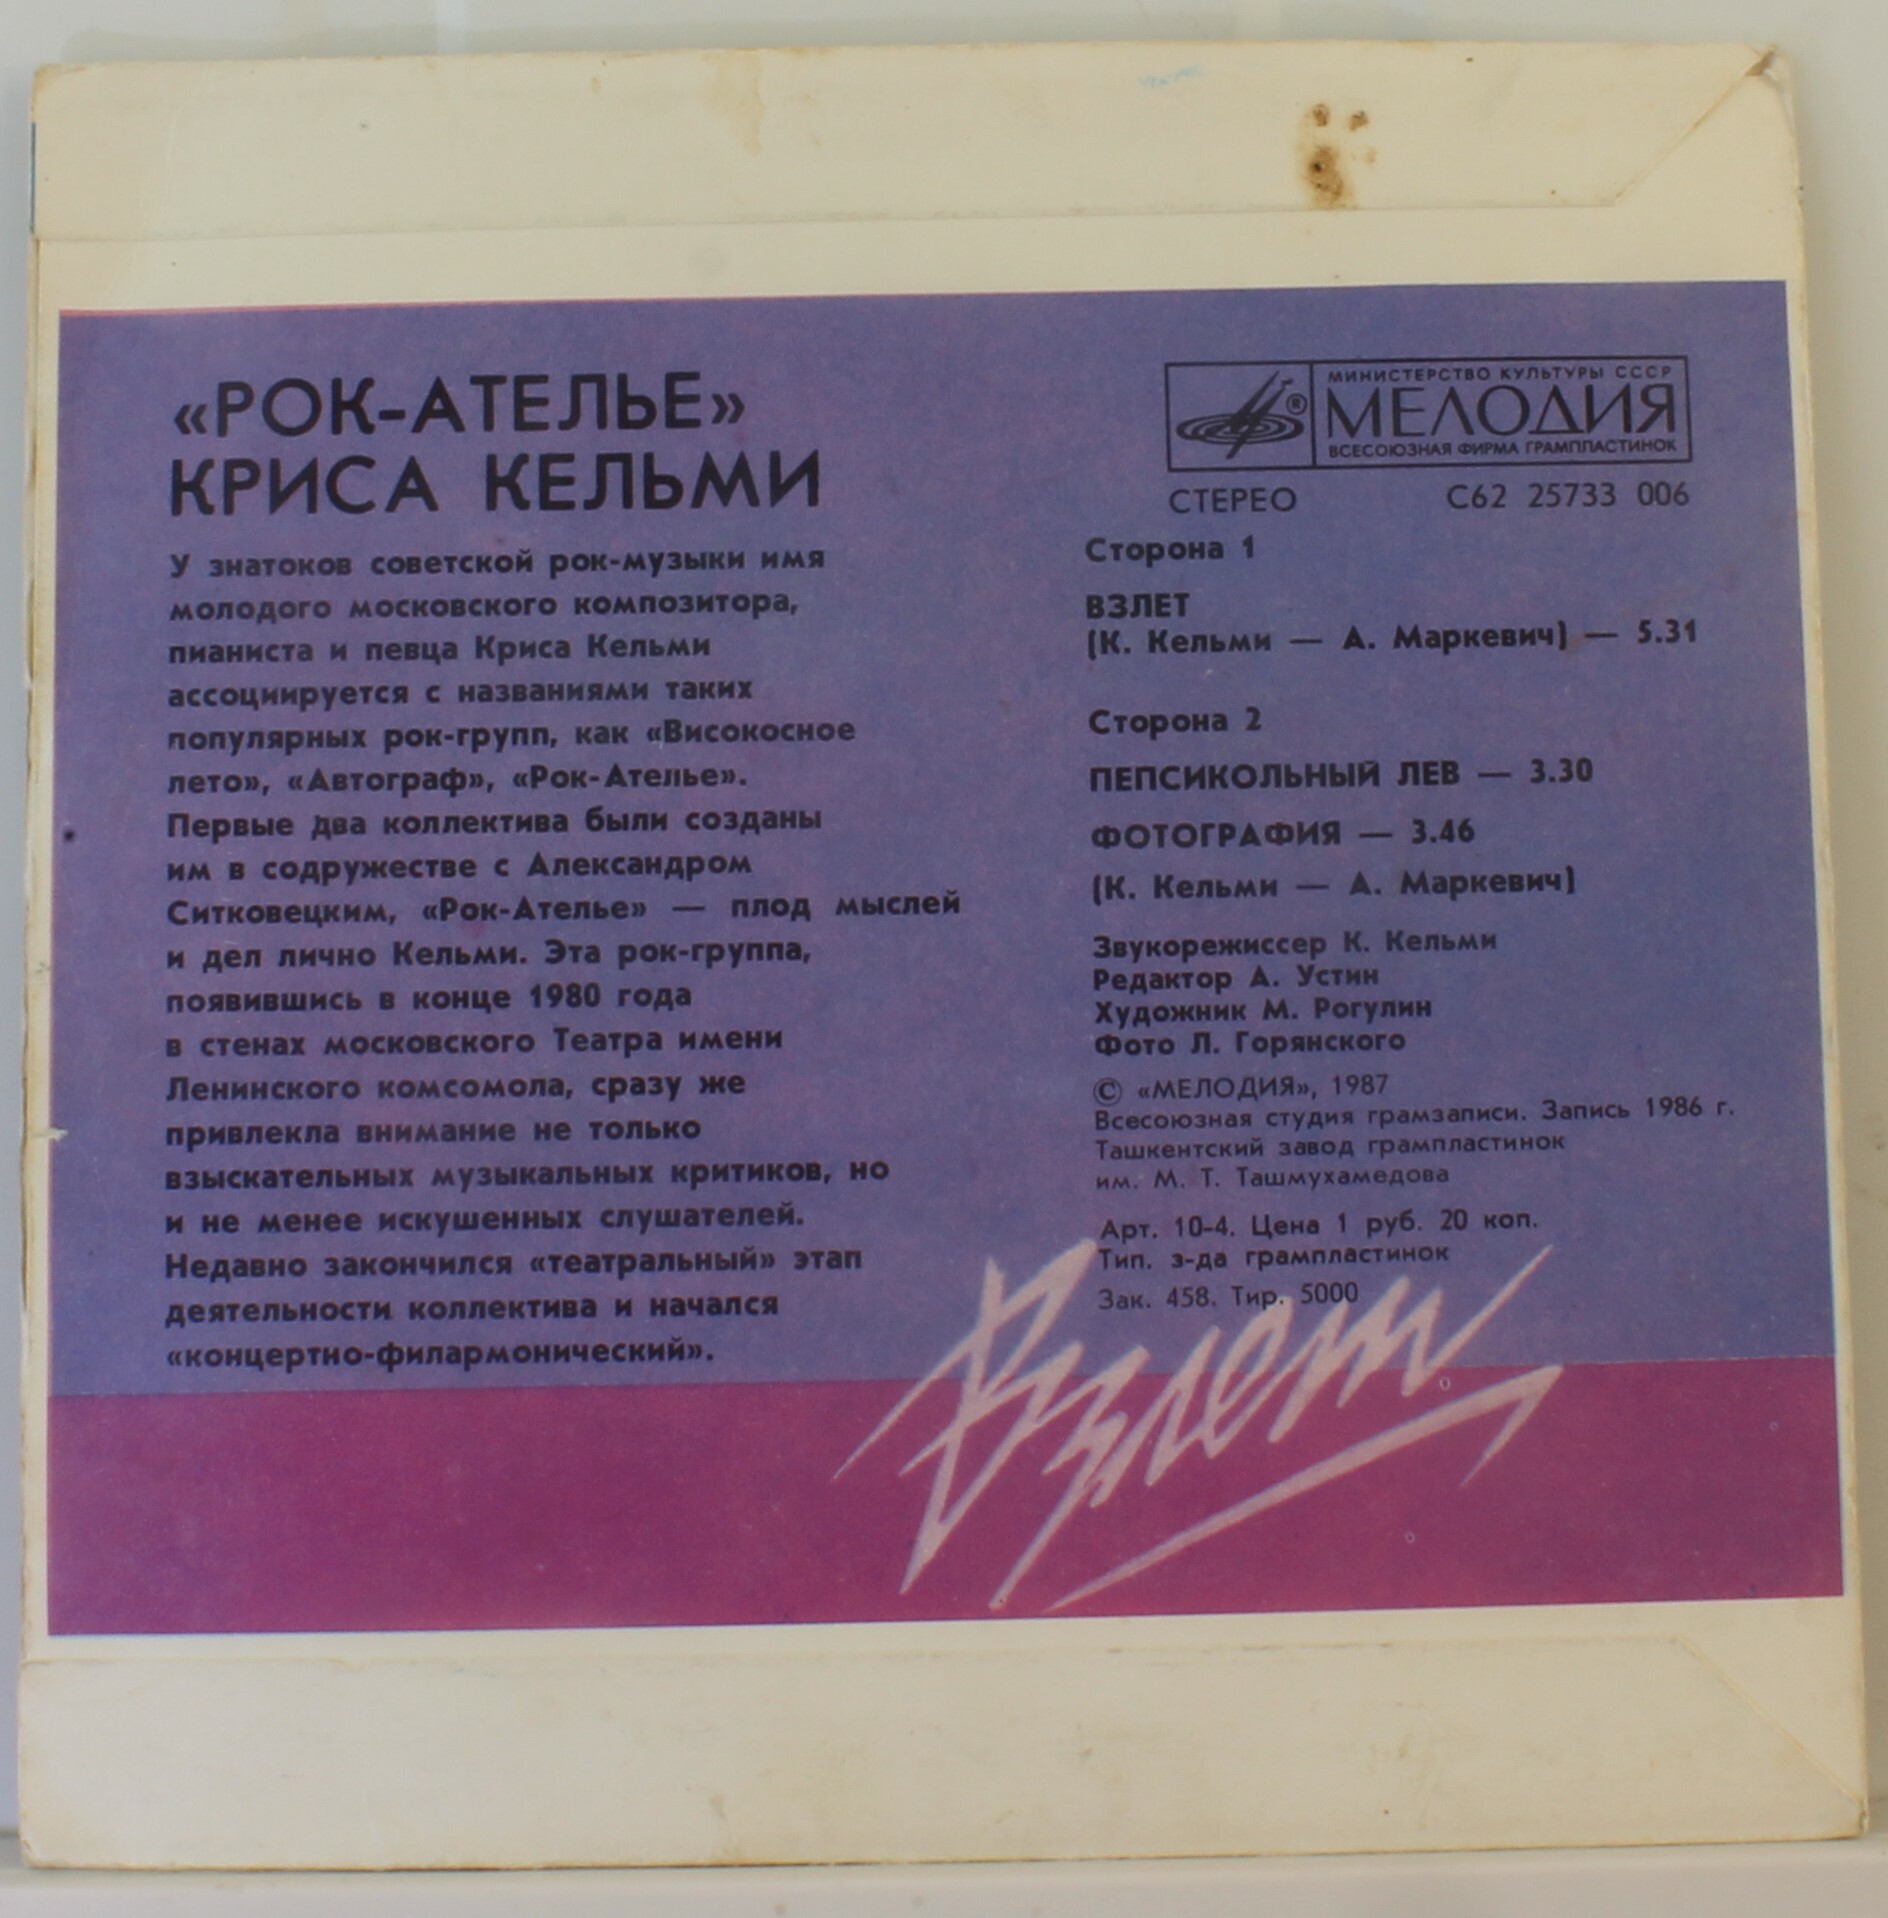 «РОК-АТЕЛЬЕ»
КРИСА КЕЛЬМИ
У знатоков советской рок-музыки имя
молодого московского композитора,
пианиста и певца Криса Кельми
ассоциируется с названиями таких
популярных рок-групп, как «Високосное
лето», «Автограф», «Рок-Ателье».
Первые два коллектива были созданы
им в содружестве с Александром
Ситковецким, «Рок-Ателье» — плод мыслей
и дел лично Кельми. Эта рок-группа,
появившись в конце 1980 года
в стенах московского Театра имени
Ленинского комсомола, сразу же
привлекла внимание не только
взыскательных музыкальных критиков, но
и не менее искушенных слушателей.
Недавно закончился «театральный» этап
деятельности коллектива и начался
«концертно-филармонический».
МИНИСТЕРСТВО КУЛЬТУРЫ СССР
®
МЕЛОДИЯ
ВСЕСОЮЗНАЯ ФИРМА ГРАМПЛАСТИНОК
СТЕРЕО С62 25733 006
Сторона 1
ВЗЛЕТ
(К. Кельми — А. Маркевич) — 5.31
Сторона 2
ПЕПСИКОЛЬНЫЙ ЛЕВ — 3.30
ФОТОГРАФИЯ — 3.46
(К. Кельми — А. Маркевич)
Звукорежиссер К. Кельми
Редактор А. Устин
Художник М. Рогулин
Фото Л. Горянского
© «МЕЛОДИЯ», 1987
Всесоюзная студия грамзаписи. Запись 1986 г.
Ташкентский завод грампластинок
им. М. Т. Ташмухамедова
Арт. 10-4. Цена 1 руб. 20 коп.
Тип. з-да грампластинок
Зак. 458. Тир. 5000
Взлет